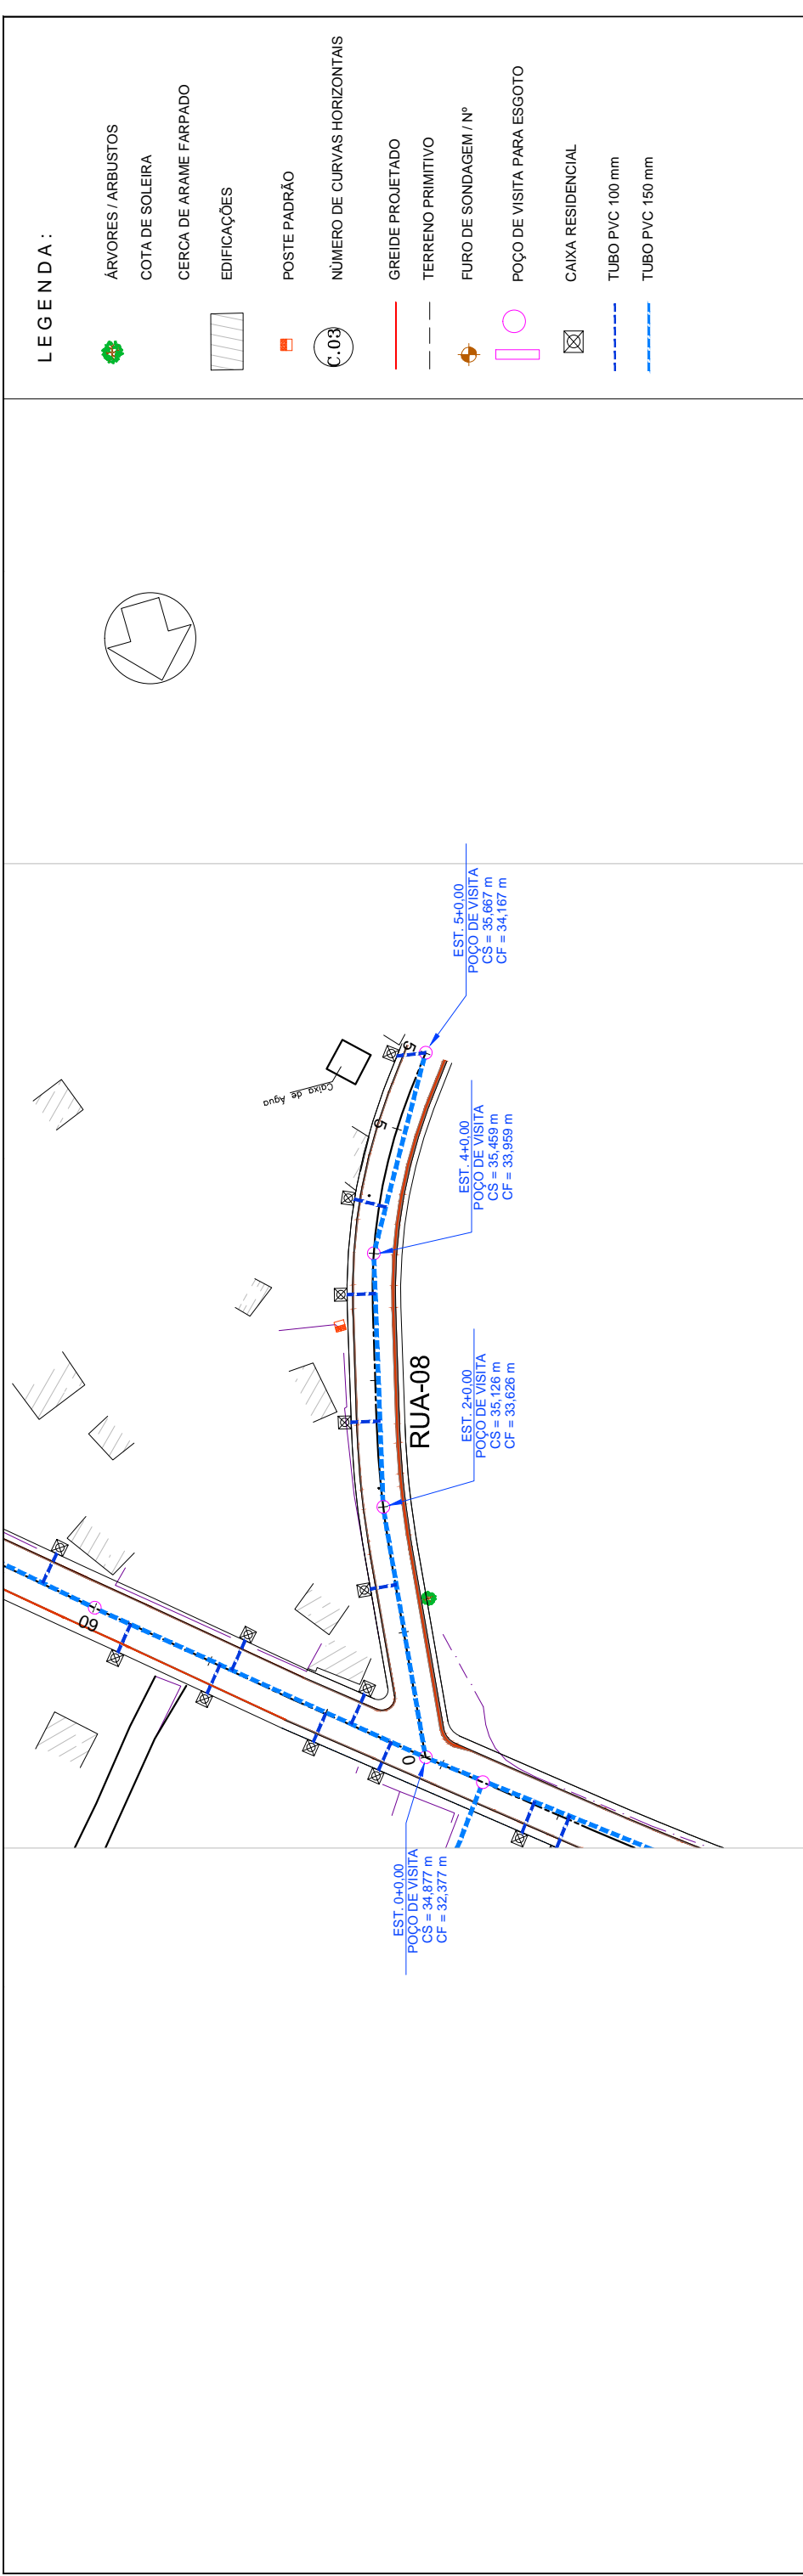 LEGENDA:
ÁRVORES / ARBUSTOS
COTA DE SOLEIRA
CERCA DE ARAME FARPADO
EDIFICAÇÕES
POSTE PADRÃO
C.03
NÚMERO DE CURVAS HORIZONTAIS
GREIDE PROJETADO
TERRENO PRIMITIVO
FURO DE SONDAGEM / Nº
POÇO DE VISITA PARA ESGOTO
CAIXA RESIDENCIAL
TUBO PVC 100 mm
TUBO PVC 150 mm
EST. 5+0,00
POÇO DE VISITA
CS = 35,667 m
CF = 34,167 m
Caixa de Água
5
5
EST. 4+0,00
POÇO DE VISITA
CS = 35,459 m
CF = 33,959 m
RUA-08
EST. 2+0,00
POÇO DE VISITA
CS = 35,126 m
CF = 33,626 m
60
0
EST. 0+0,00
POÇO DE VISITA
CS = 34,877 m
CF = 32,377 m